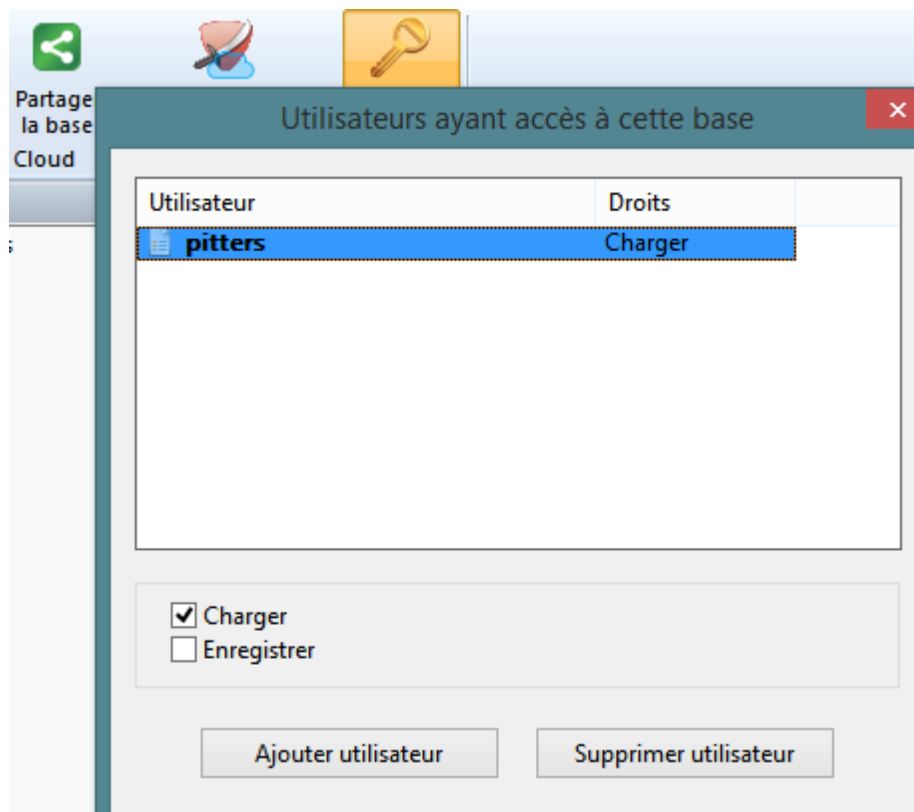 Partage
la base
Cloud
Utilisateurs ayant accès à cette base
Utilisateur Droits
pitters Charger
Charger
Enregistrer
Ajouter utilisateur Supprimer utilisateur